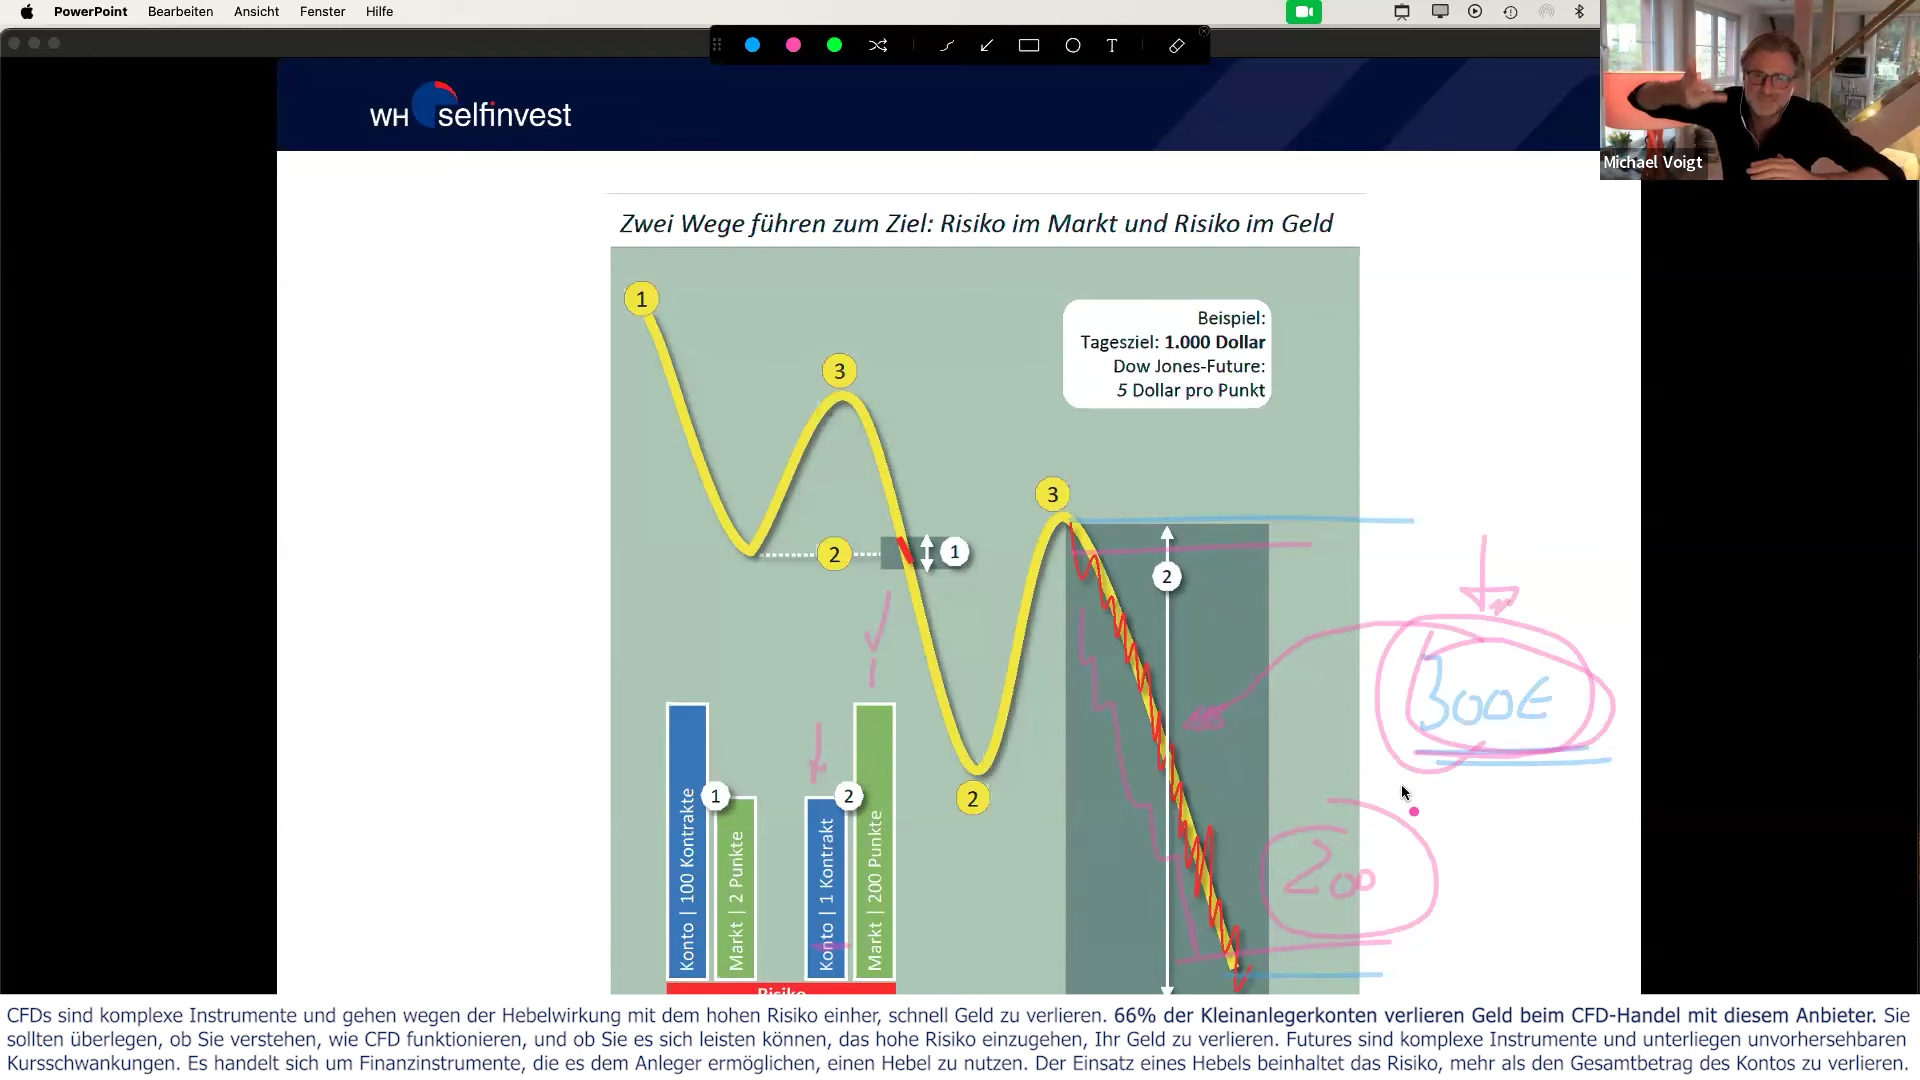 PowerPoint Bearbeiten Ansicht Fenster Hilfe
T
WH selfinvest
Michael Voigt
Zwei Wege führen zum Ziel: Risiko im Markt und Risiko im Geld
1
Beispiel:
Tagesziel: 1.000 Dollar
Dow Jones-Future:
5 Dollar pro Punkt
3
3
2
1
2
300€
1
2
2
Konto | 100 Kontrakte
Markt | 2 Punkte
Konto | 1 Kontrakt
Markt | 200 Punkte
200
Risiko
CFDs sind komplexe Instrumente und gehen wegen der Hebelwirkung mit dem hohen Risiko einher, schnell Geld zu verlieren. 66% der Kleinanlegerkonten verlieren Geld beim CFD-Handel mit diesem Anbieter. Sie
sollten überlegen, ob Sie verstehen, wie CFD funktionieren, und ob Sie es sich leisten können, das hohe Risiko einzugehen, Ihr Geld zu verlieren. Futures sind komplexe Instrumente und unterliegen unvorhersehbaren
Kursschwankungen. Es handelt sich um Finanzinstrumente, die es dem Anleger ermöglichen, einen Hebel zu nutzen. Der Einsatz eines Hebels beinhaltet das Risiko, mehr als den Gesamtbetrag des Kontos zu verlieren.